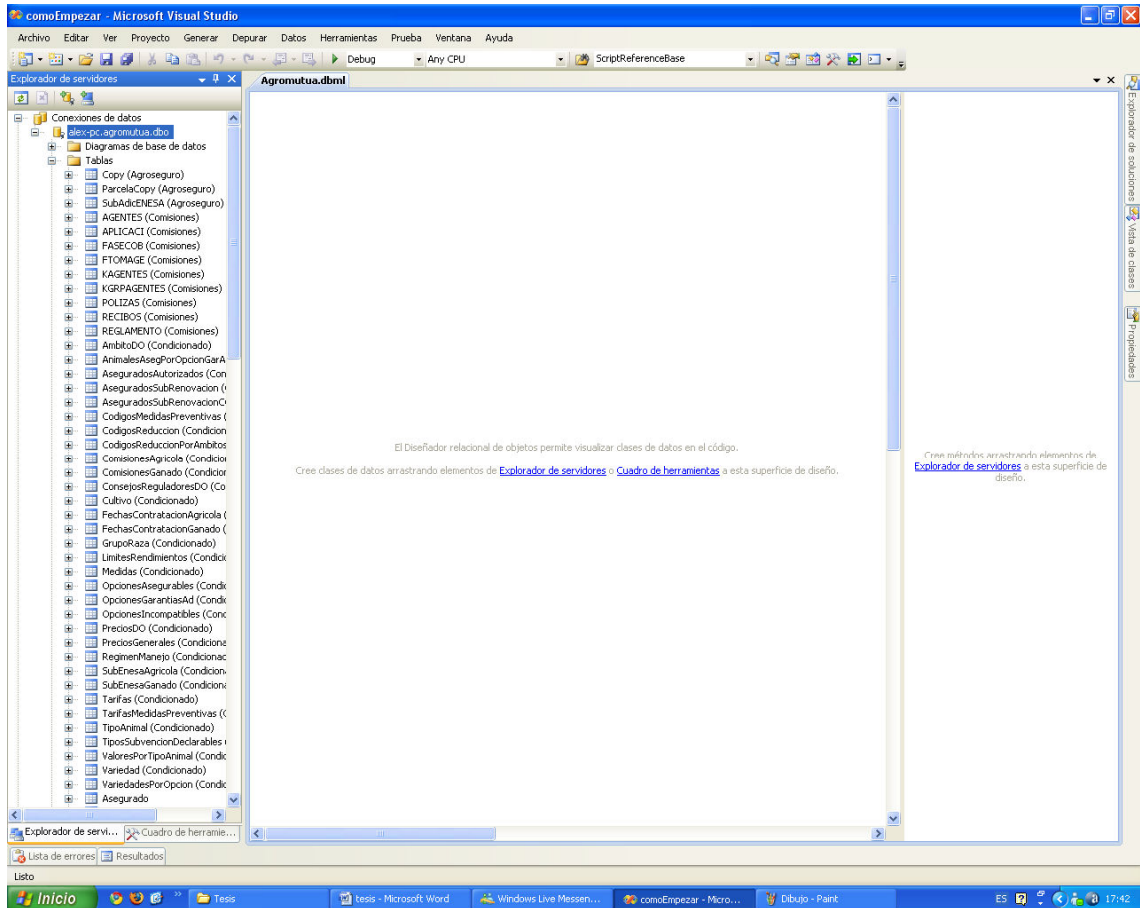 comoEmpezar - Microsoft Visual Studio
Archivo Editar Ver Proyecto Generar Depurar Datos Herramientas Prueba Ventana Ayuda
Debug Any CPU ScriptReferenceBase
Explorador de servidores
Agromutua.dbml
Conexiones de datos
alex-pc.agromutua.dbo
Diagramas de base de datos
Tablas
Copy (Agroseguro)
ParcelaCopy (Agroseguro)
SubAdicENESA (Agroseguro)
AGENTES (Comisiones)
APLICACI (Comisiones)
FASECOB (Comisiones)
FTOMAGE (Comisiones)
KAGENTES (Comisiones)
KGRPAGENTES (Comisiones)
POLIZAS (Comisiones)
RECIBOS (Comisiones)
REGLAMENTO (Comisiones)
AmbitoDO (Condicionado)
AnimalesAsegPorOpcionGarA
AseguradosAutorizados (Con
AseguradosSubRenovacion (
AseguradosSubRenovacionC
CodigosMedidasPreventivas (
CodigosReduccion (Condicion
CodigosReduccionPorAmbitos
ComisionesAgricola (Condicio
ComisionesGanado (Condicior
ConsejosReguladoresDO (Co
Cultivo (Condicionado)
FechasContratacionAgricola (
FechasContratacionGanado (
GrupoRaza (Condicionado)
LimitesRendimientos (Condici
Medidas (Condicionado)
OpcionesAsegurables (Condi
OpcionesGarantiasAd (Condi
OpcionesIncompatibles (Conc
PreciosDO (Condicionado)
PreciosGenerales (Condiciona
RegimenManejo (Condicionac
SubEnesaAgricola (Condicion
SubEnesaGanado (Condicion
Tarifas (Condicionado)
TarifasMedidasPreventivas (
TipoAnimal (Condicionado)
TiposSubvencionDeclarables
ValoresPorTipoAnimal (Condic
Variedad (Condicionado)
VariedadesPorOpcion (Condic
Asegurado
El Diseñador relacional de objetos permite visualizar clases de datos en el código.
Cree clases de datos arrastrando elementos de Explorador de servidores o Cuadro de herramientas a esta superficie de diseño.
Cree métodos arrastrando elementos de
Explorador de servidores a esta superficie de
diseño.
Explorador de soluciones
Vista de clases
Propiedades
Explorador de servi... Cuadro de herramie...
Lista de errores Resultados
Listo
Inicio Tesis tesis - Microsoft Word Windows Live Messen... comoEmpezar - Micro... Dibujo - Paint ES 17:42